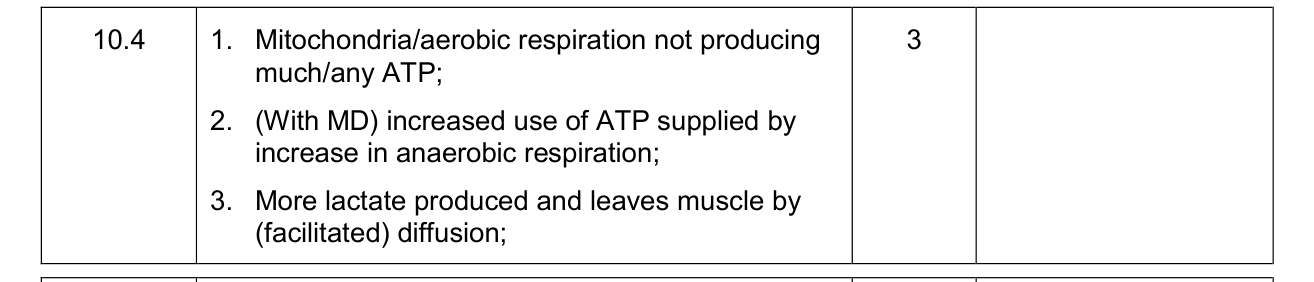 10.4
1. Mitochondria/aerobic respiration not producing
much/any ATP;
2. (With MD) increased use of ATP supplied by
increase in anaerobic respiration;
3. More lactate produced and leaves muscle by
(facilitated) diffusion;
3